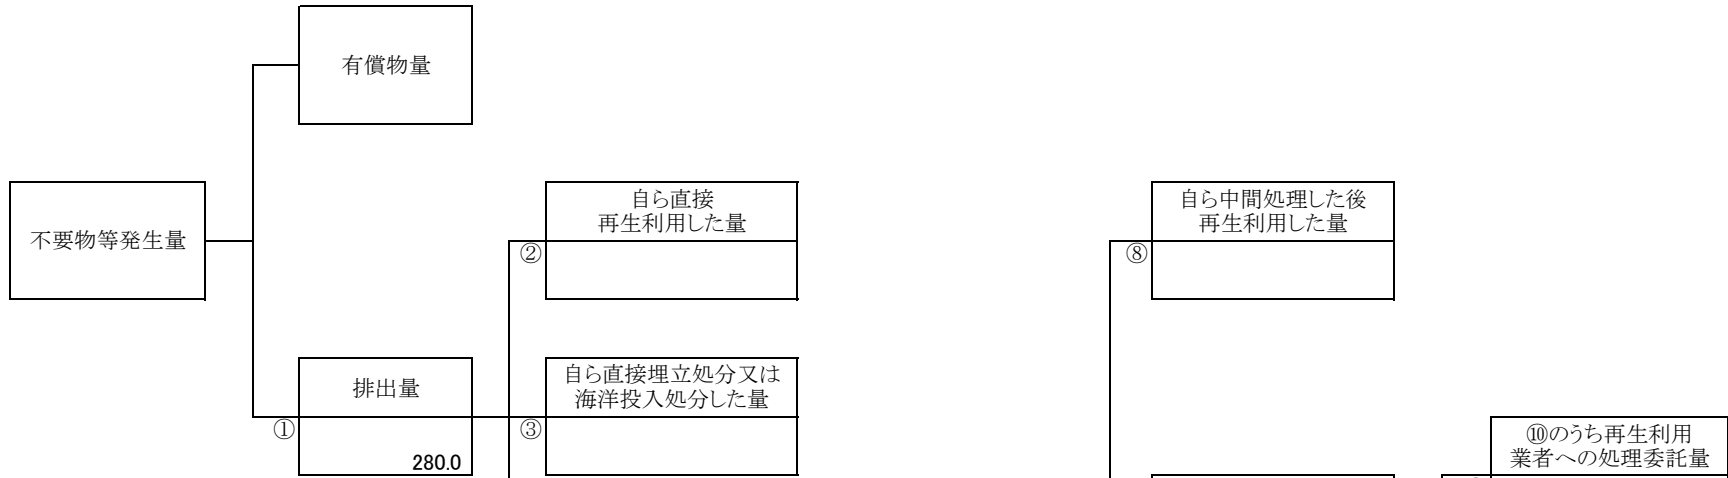 有償物量
不要物等発生量
自ら直接
再生利用した量
②
自ら中間処理した後
再生利用した量
⑧
排出量
①
280.0
自ら直接埋立処分又は
海洋投入処分した量
③
⑩のうち再生利用
業者への処理委託量